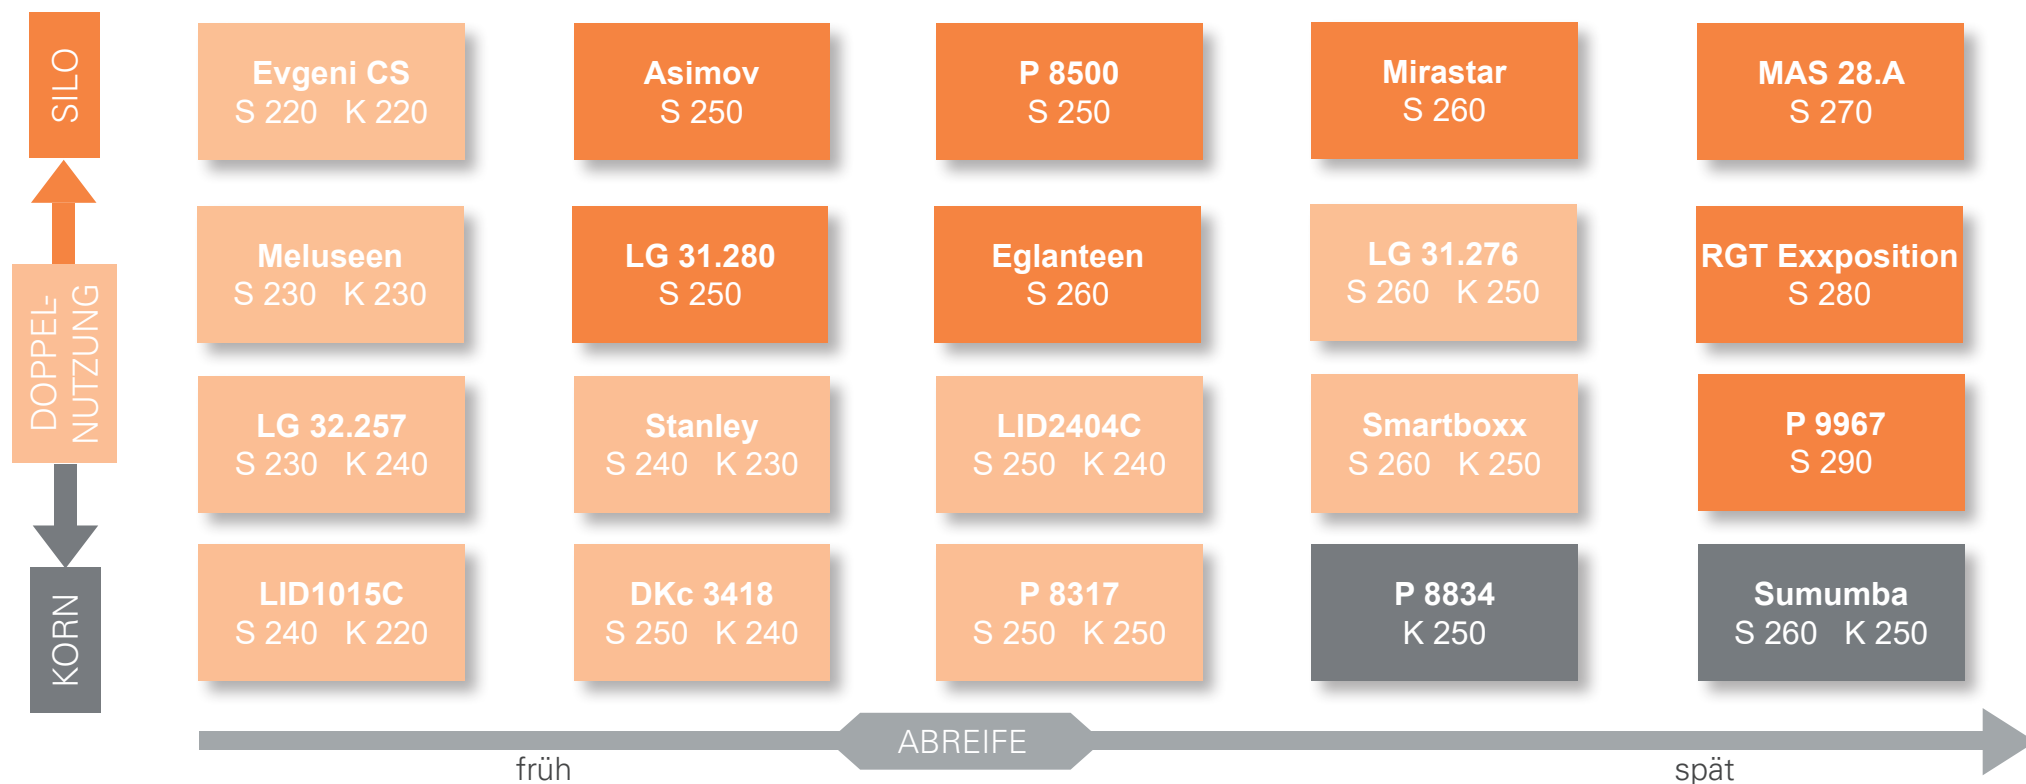 SILO
DOPPEL-
NUTZUNG
KORN
Evgeni CS
S 220 K 220
Asimov
S 250
P 8500
S 250
Mirastar
S 260
MAS 28.A
S 270
Meluseen
S 230 K 230
LG 31.280
S 250
Eglanteen
S 260
LG 31.276
S 260 K 250
RGT Exxposition
S 280
LG 32.257
S 230 K 240
Stanley
S 240 K 230
LID2404C
S 250 K 240
Smartboxx
S 260 K 250
P 9967
S 290
LID1015C
S 240 K 220
DKc 3418
S 250 K 240
P 8317
S 250 K 250
P 8834
K 250
Sumumba
S 260 K 250
ABREIFE
früh
spät